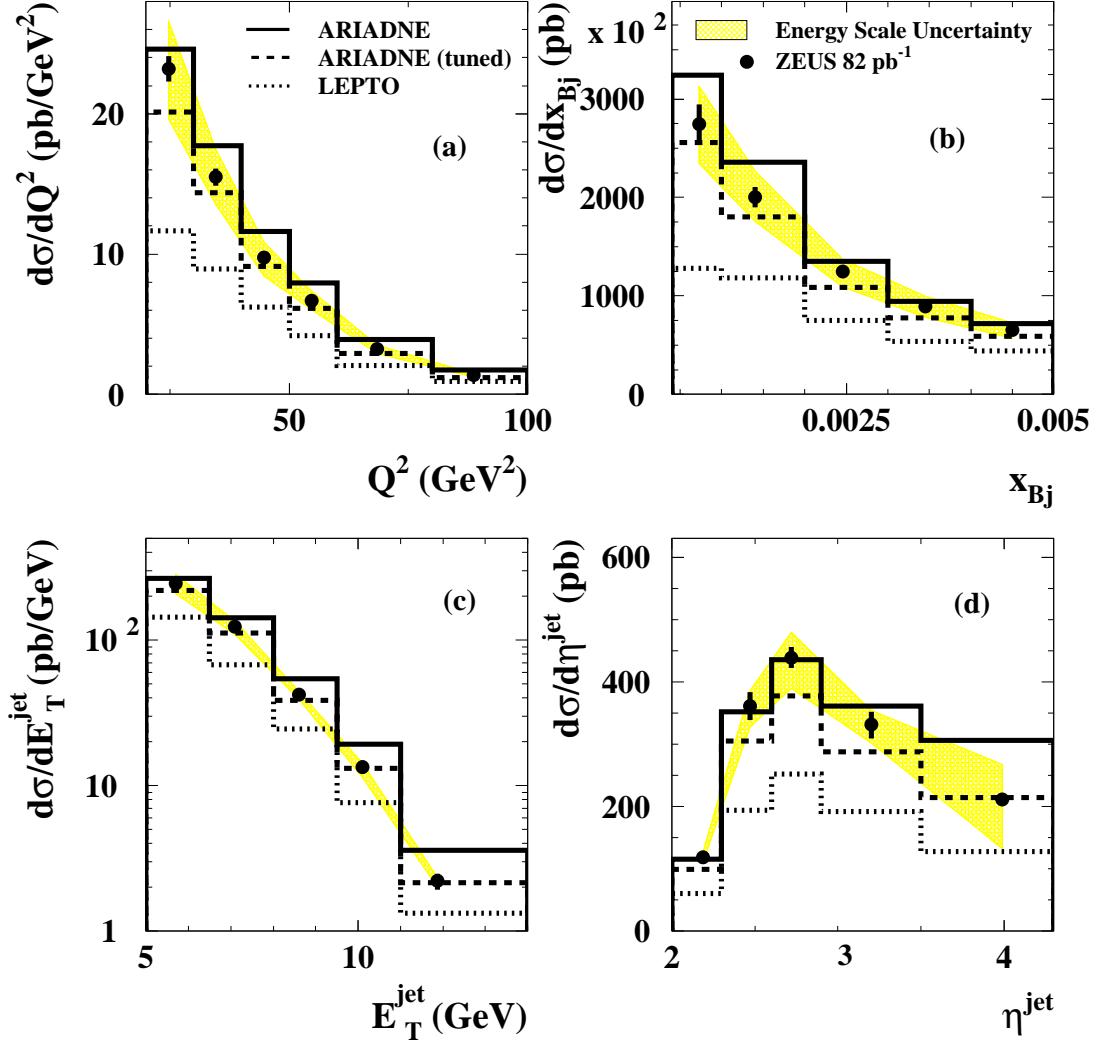 dσ/dQ² (pb/GeV²)
20
10
0
ARIADNE
ARIADNE (tuned)
LEPTO
(a)
50
100
Q² (GeV²)
dσ/dx_Bj (pb)
x 10²
3000
2000
1000
0
Energy Scale Uncertainty
ZEUS 82 pb⁻¹
(b)
0.0025
0.005
x_Bj
dσ/dE_T^jet (pb/GeV)
10²
10
1
(c)
5
10
E_T^jet (GeV)
dσ/dη^jet (pb)
600
400
200
0
(d)
2
3
4
η^jet